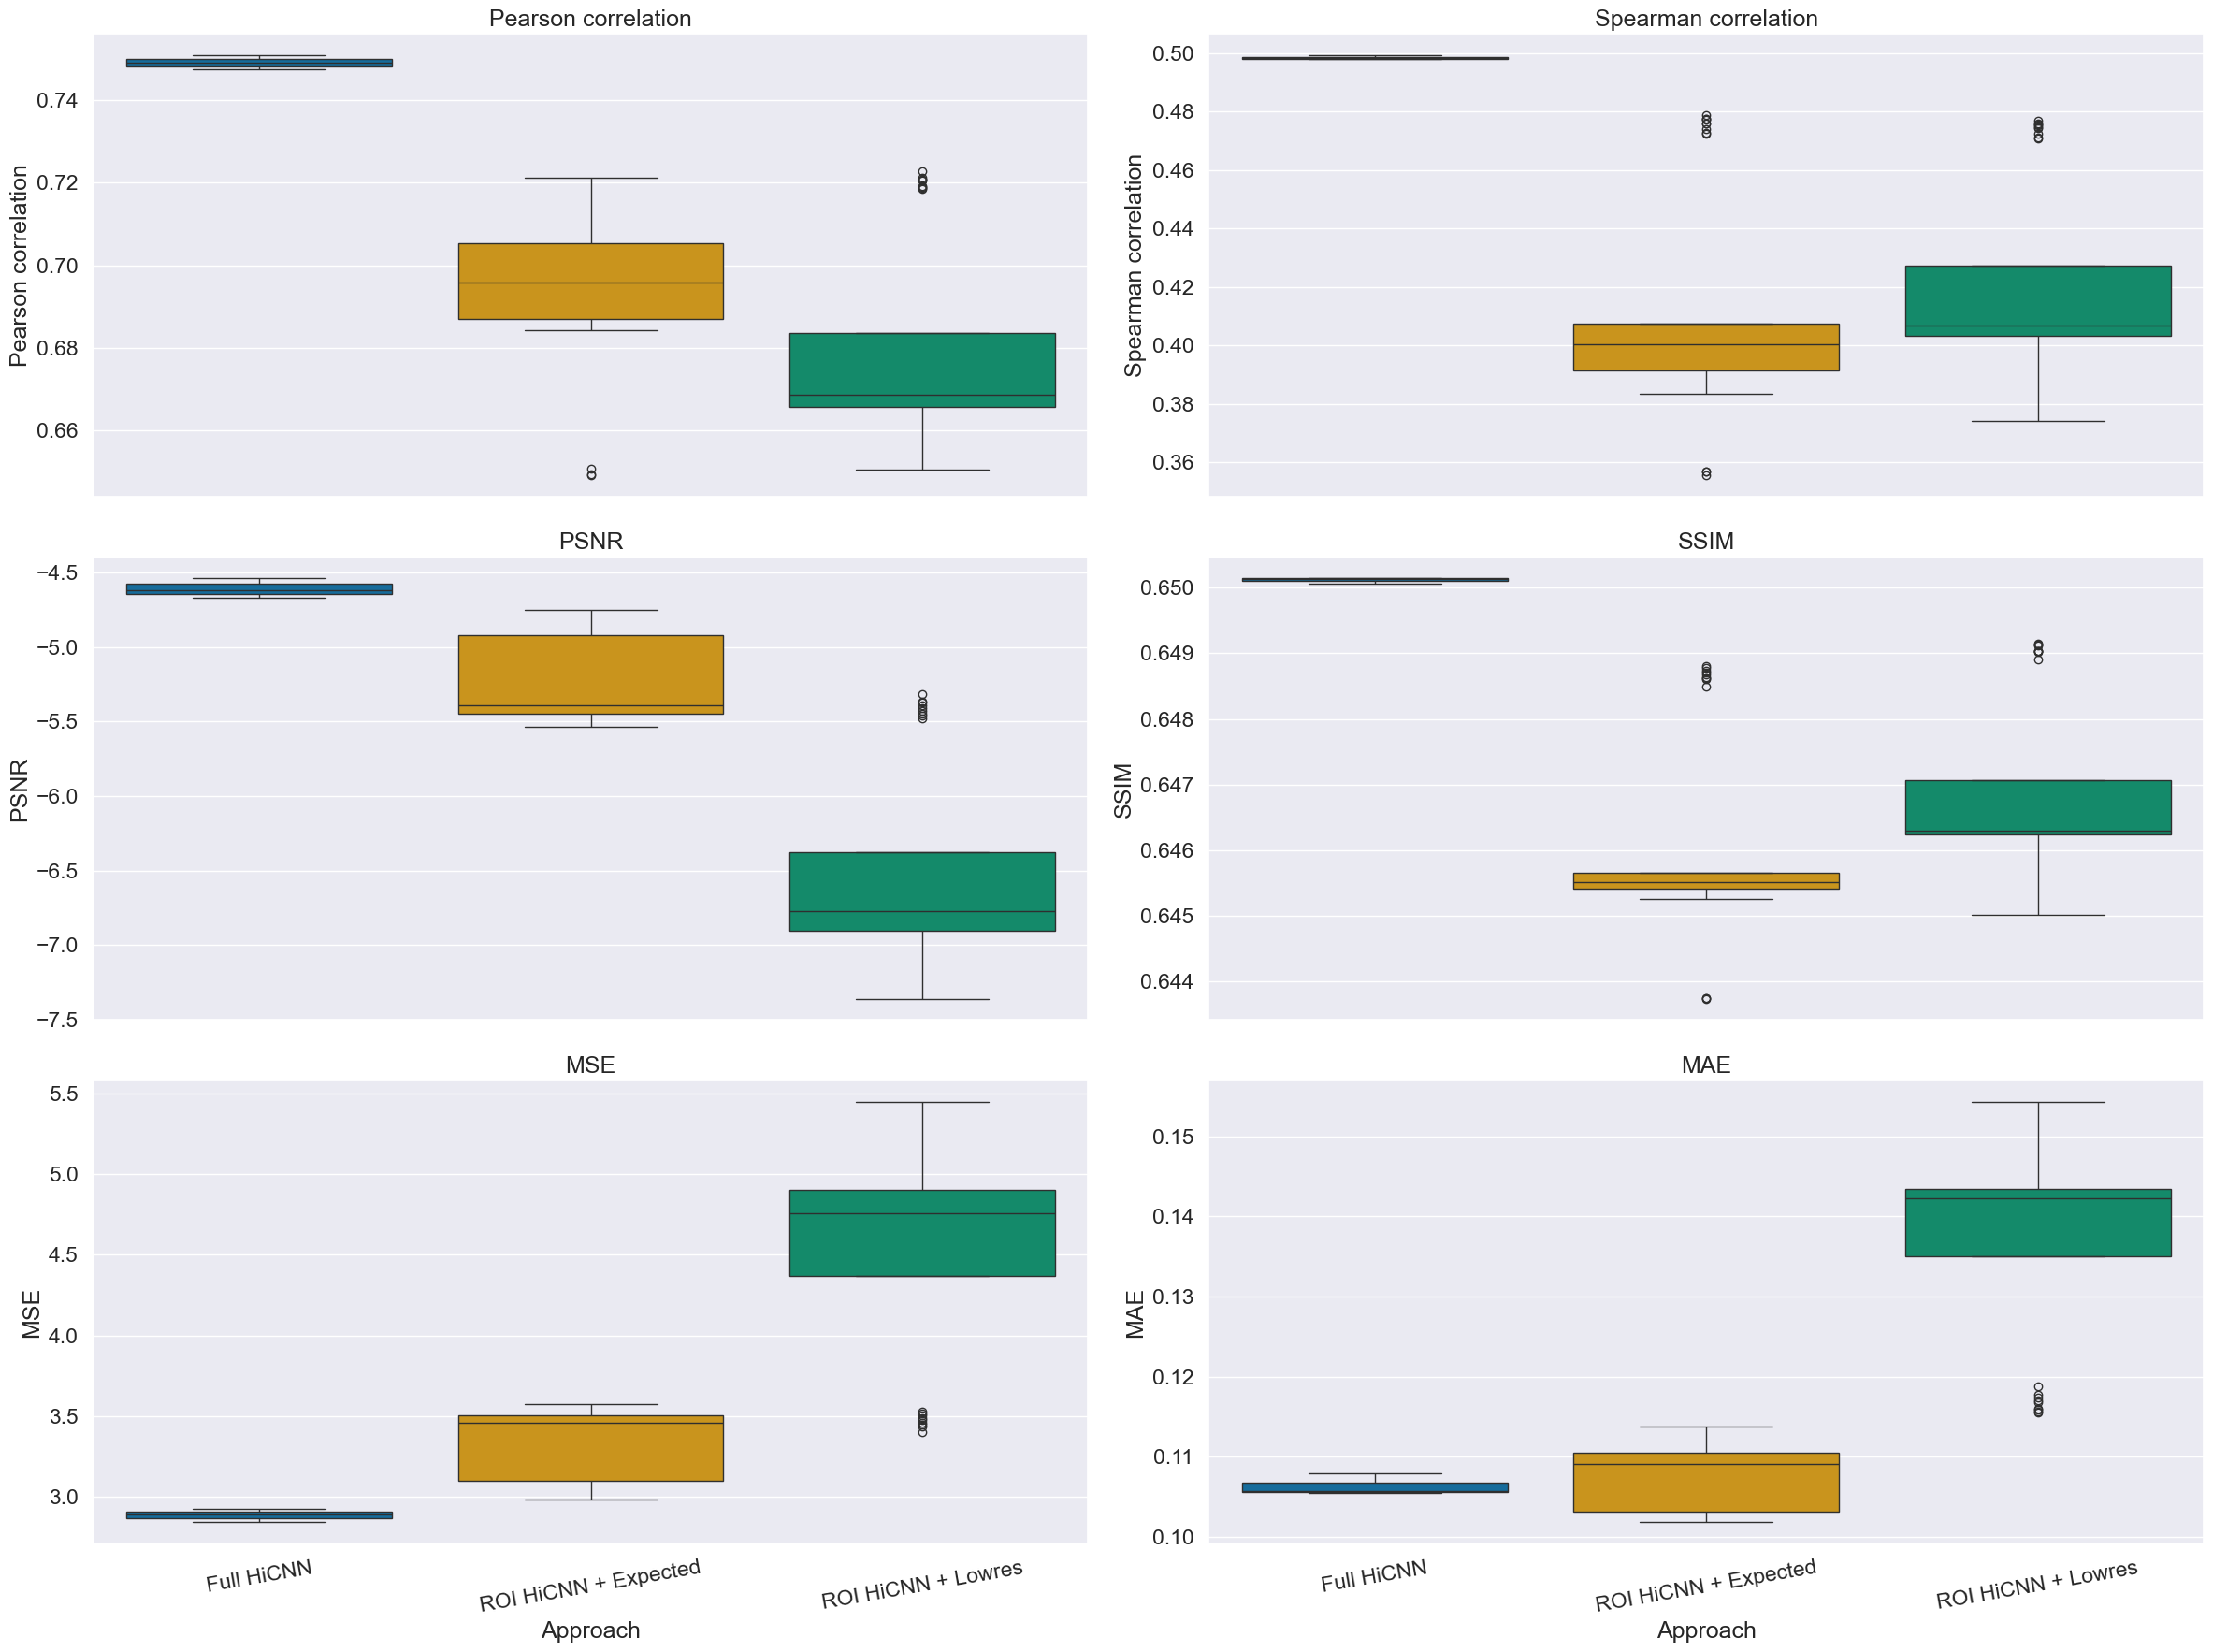 Pearson correlation
Pearson correlation
0.74
0.72
0.70
0.68
0.66
Spearman correlation
Spearman correlation
0.50
0.48
0.46
0.44
0.42
0.40
0.38
0.36
PSNR
PSNR
−4.5
−5.0
−5.5
−6.0
−6.5
−7.0
−7.5
SSIM
SSIM
0.650
0.649
0.648
0.647
0.646
0.645
0.644
MSE
MSE
5.5
5.0
4.5
4.0
3.5
3.0
Full HiCNN
ROI HiCNN + Expected
ROI HiCNN + Lowres
Approach
MAE
MAE
0.15
0.14
0.13
0.12
0.11
0.10
Full HiCNN
ROI HiCNN + Expected
ROI HiCNN + Lowres
Approach